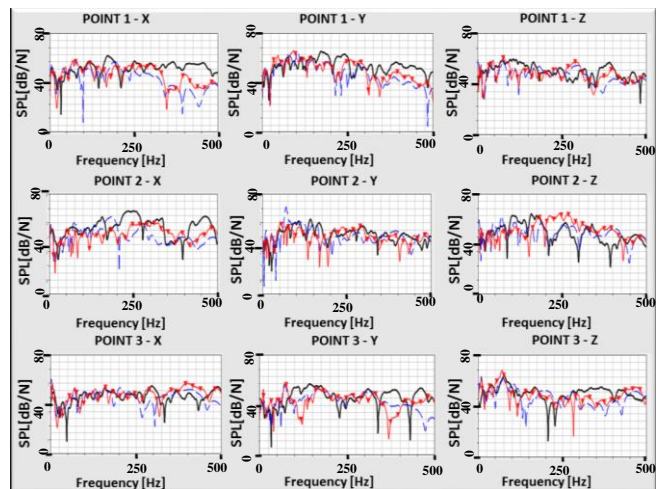 POINT 1 - X POINT 1 - Y POINT 1 - Z
80 80 80
SPL[dB/N] SPL[dB/N] SPL[dB/N]
40 40 40
0 0 0
0 250 500 0 250 500 0 250 500
Frequency [Hz] Frequency [Hz] Frequency [Hz]
POINT 2 - X POINT 2 - Y POINT 2 - Z
80 80 80
SPL[dB/N] SPL[dB/N] SPL[dB/N]
40 40 40
0 0 0
0 250 500 0 250 500 0 250 500
Frequency [Hz] Frequency [Hz] Frequency [Hz]
POINT 3 - X POINT 3 - Y POINT 3 - Z
80 80 80
SPL[dB/N] SPL[dB/N] SPL[dB/N]
40 40 40
0 0 0
0 250 500 0 250 500 0 250 500
Frequency [Hz] Frequency [Hz] Frequency [Hz]